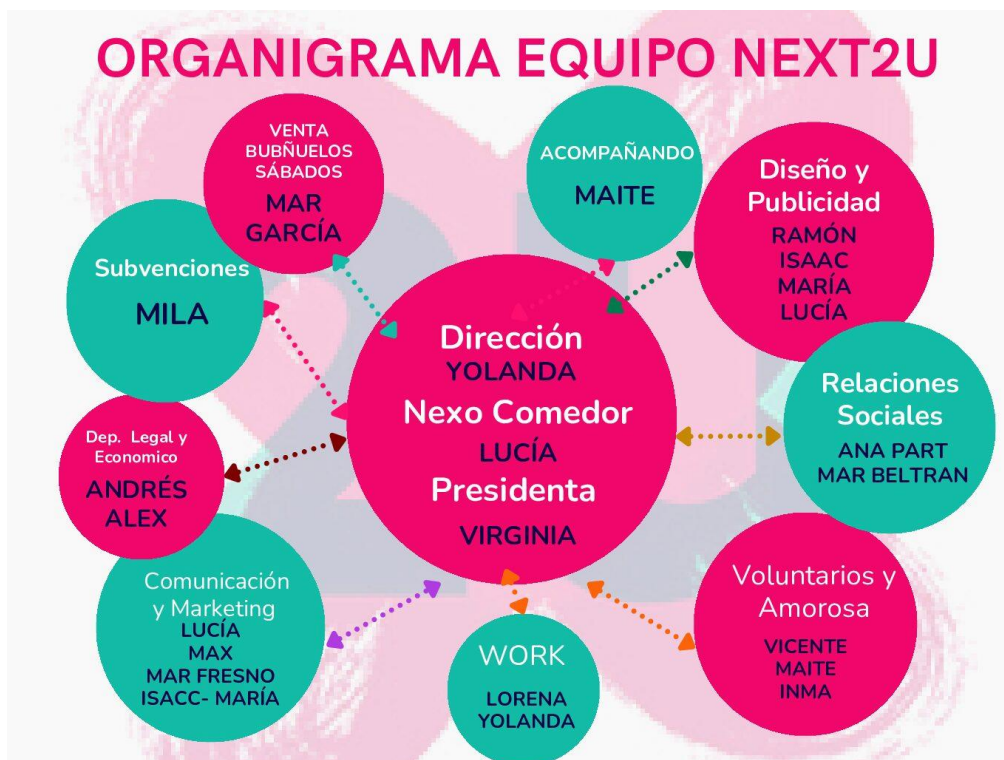 ORGANIGRAMA EQUIPO NEXT2U
VENTA
BUBÑUELOS
SÁBADOS
MAR
GARCÍA
ACOMPAÑANDO
MAITE
Diseño y
Publicidad
RAMÓN
ISAAC
MARÍA
LUCÍA
Subvenciones
MILA
Dirección
YOLANDA
Nexo Comedor
LUCÍA
Presidenta
VIRGINIA
Relaciones
Sociales
ANA PART
MAR BELTRAN
Dep. Legal y
Economico
ANDRÉS
ALEX
Comunicación
y Marketing
LUCÍA
MAX
MAR FRESNO
ISACC- MARÍA
WORK
LORENA
YOLANDA
Voluntarios y
Amorosa
VICENTE
MAITE
INMA